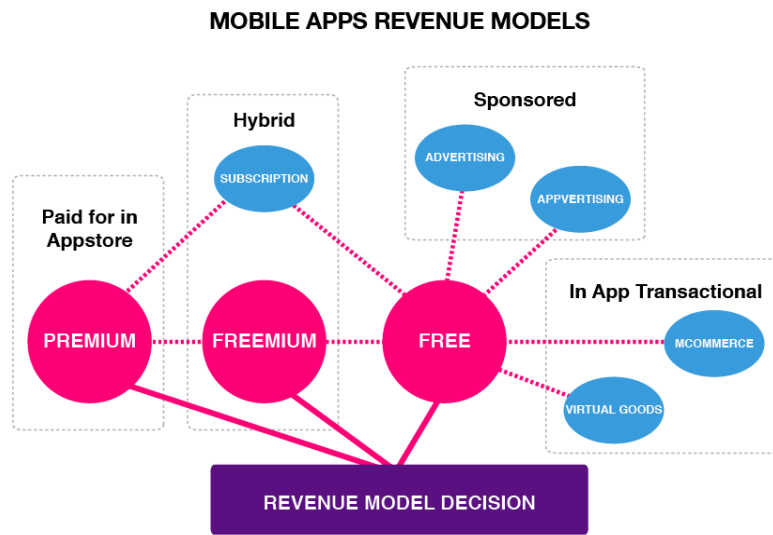 MOBILE APPS REVENUE MODELS
Sponsored
Hybrid
ADVERTISING
SUBSCRIPTION
APPVERTISING
Paid for in
Appstore
In App Transactional
PREMIUM
FREEMIUM
FREE
MCOMMERCE
VIRTUAL GOODS
REVENUE MODEL DECISION